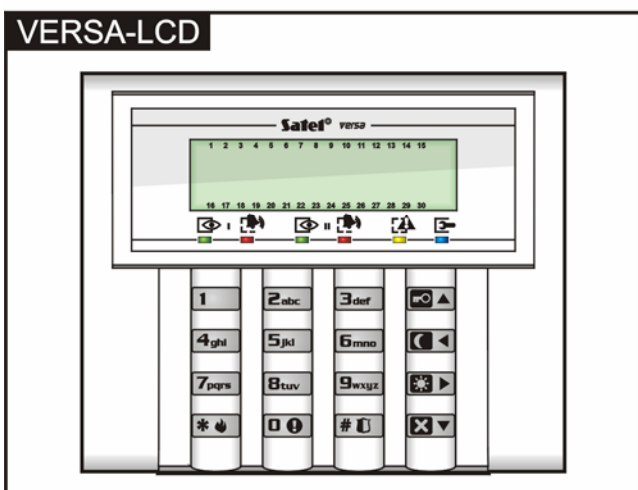 VERSA-LCD
Satel® versa
1 2 3 4 5 6 7 8 9 10 11 12 13 14 15
16 17 18 19 20 21 22 23 24 25 26 27 28 29 30
I II
1 2abc 3def
4ghi 5jkl 6mno
7pqrs 8tuv 9wxyz
* 0 #